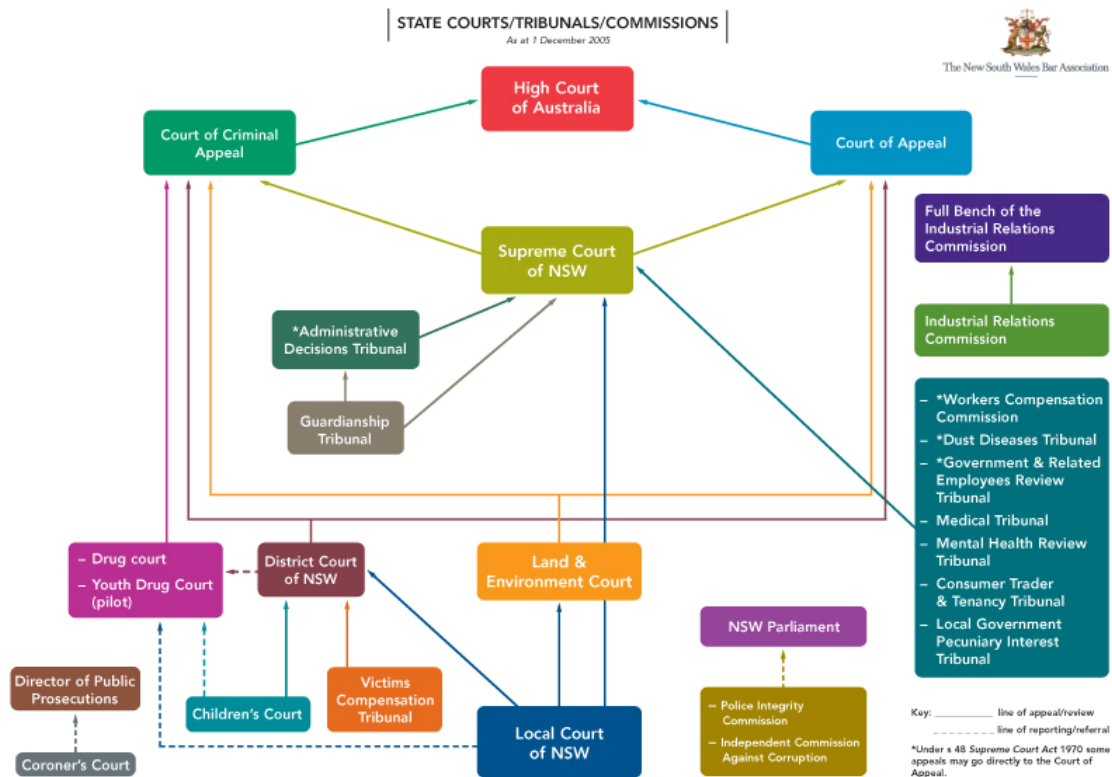 STATE COURTS/TRIBUNALS/COMMISSIONS
As at 1 December 2005
The New South Wales Bar Association
High Court
of Australia
Court of Criminal
Appeal
Court of Appeal
Full Bench of the
Industrial Relations
Commission
Supreme Court
of NSW
Industrial Relations
Commission
*Administrative
Decisions Tribunal
Guardianship
Tribunal
– *Workers Compensation
Commission
– *Dust Diseases Tribunal
– *Government & Related
Employees Review
Tribunal
– Medical Tribunal
– Mental Health Review
Tribunal
– Consumer Trader
& Tenancy Tribunal
– Local Government
Pecuniary Interest
Tribunal
– Drug court
– Youth Drug Court
(pilot)
District Court
of NSW
Land &
Environment Court
NSW Parliament
Director of Public
Prosecutions
Children's Court
Victims
Compensation
Tribunal
Local Court
of NSW
– Police Integrity
Commission
– Independent Commission
Against Corruption
Coroner's Court
Key: line of appeal/review
line of reporting/referral
*Under s 48 Supreme Court Act 1970 some
appeals may go directly to the Court of
Appeal.